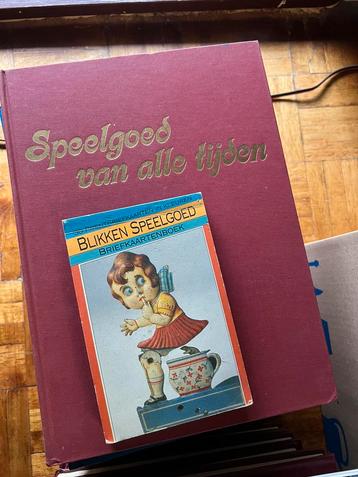 Speelgoed
van alle tijden
BLIKKEN SPEELGOED
BRIEFKAARTENBOEK